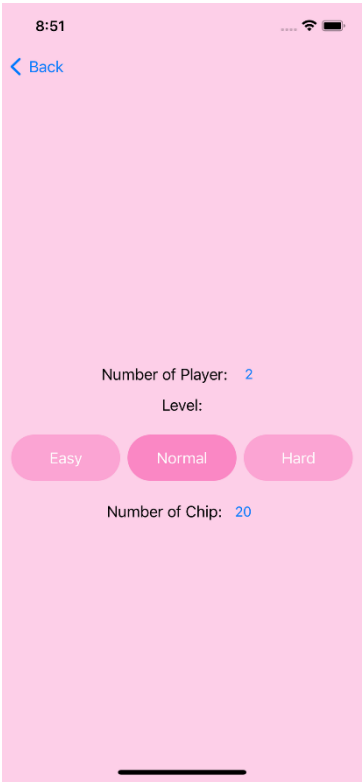 8:51
Back
Number of Player: 2
Level:
Easy Normal Hard
Number of Chip: 20